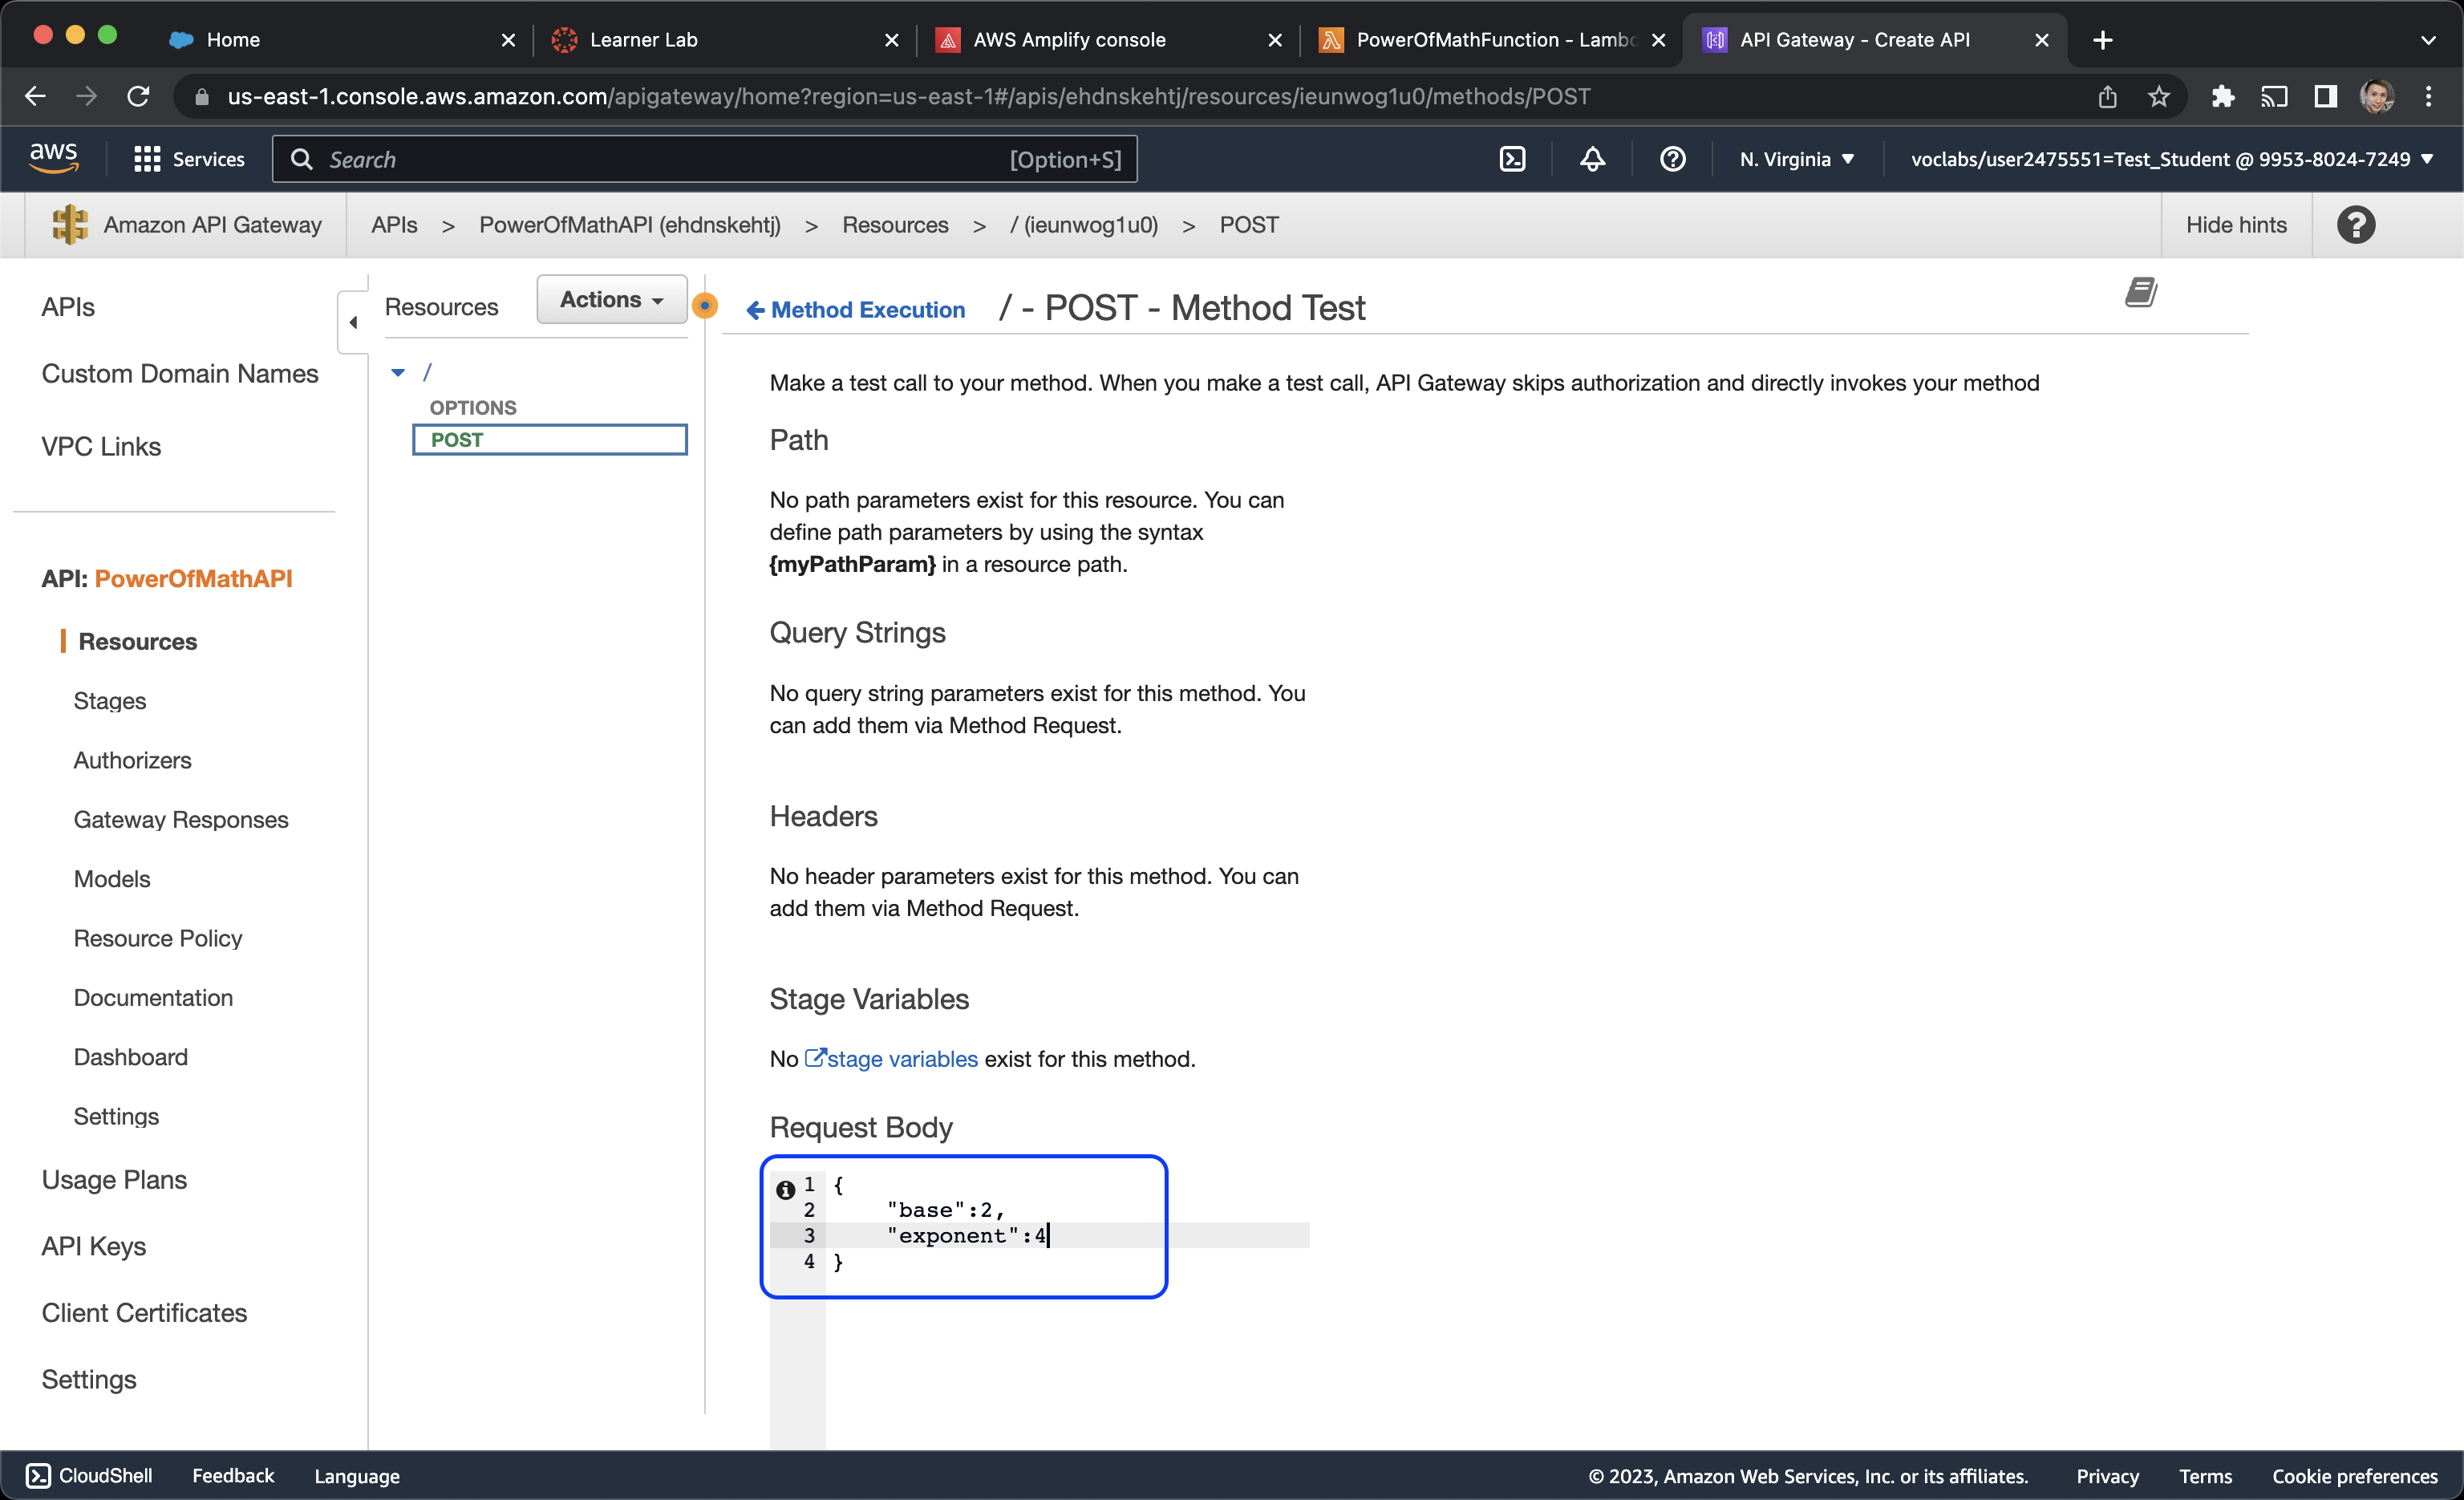 Home
Learner Lab
AWS Amplify console
PowerOfMathFunction - Lamb
API Gateway - Create API
us-east-1.console.aws.amazon.com/apigateway/home?region=us-east-1#/apis/ehdnskehtj/resources/ieunwog1u0/methods/POST
aws
Services
Search
[Option+S]
N. Virginia
voclabs/user2475551=Test_Student @ 9953-8024-7249
Amazon API Gateway
APIs > PowerOfMathAPI (ehdnskehtj) > Resources > / (ieunwog1u0) > POST
Hide hints
APIs
Custom Domain Names
VPC Links
API: PowerOfMathAPI
Resources
Stages
Authorizers
Gateway Responses
Models
Resource Policy
Documentation
Dashboard
Settings
Usage Plans
API Keys
Client Certificates
Settings
Resources
Actions
/
OPTIONS
POST
Method Execution
/ - POST - Method Test
Make a test call to your method. When you make a test call, API Gateway skips authorization and directly invokes your method
Path
No path parameters exist for this resource. You can
define path parameters by using the syntax
{myPathParam} in a resource path.
Query Strings
No query string parameters exist for this method. You
can add them via Method Request.
Headers
No header parameters exist for this method. You can
add them via Method Request.
Stage Variables
No stage variables exist for this method.
Request Body
1 {
2 "base":2,
3 "exponent":4
4 }
CloudShell
Feedback
Language
© 2023, Amazon Web Services, Inc. or its affiliates.
Privacy
Terms
Cookie preferences